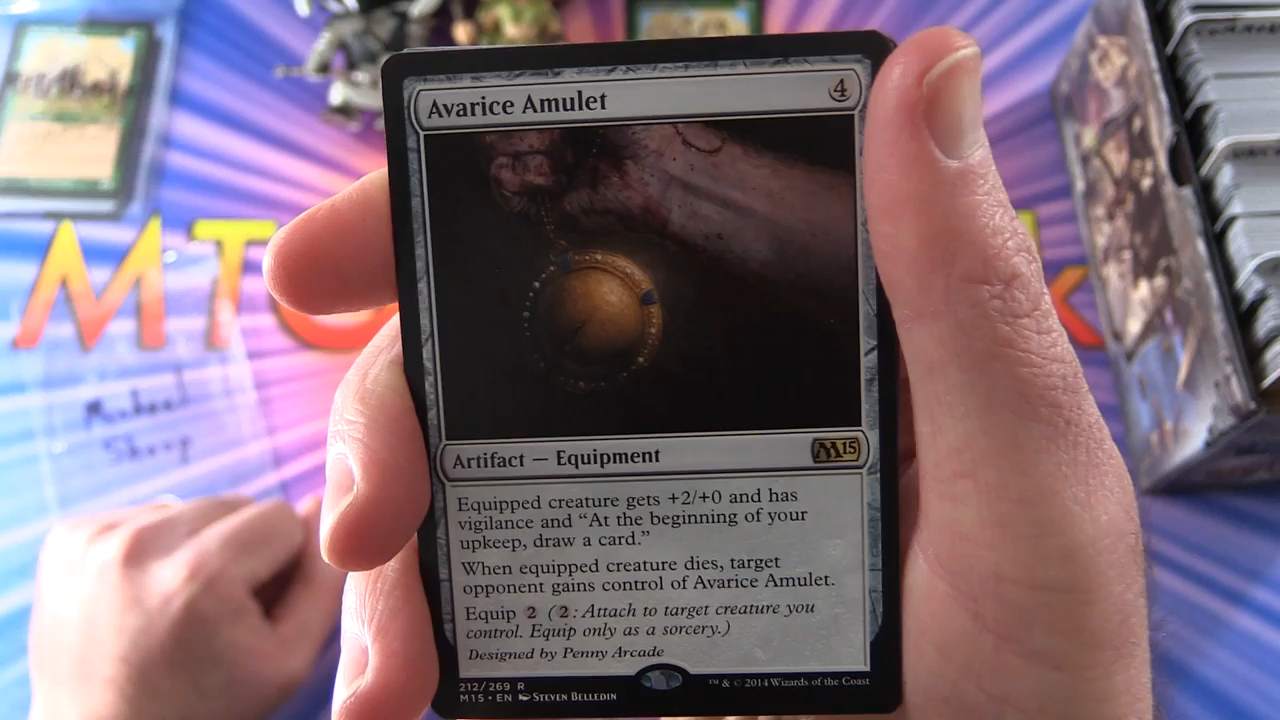 Avarice Amulet 4
MT
Michael
Artifact — Equipment M15
Equipped creature gets +2/+0 and has
vigilance and “At the beginning of your
upkeep, draw a card.”
When equipped creature dies, target
opponent gains control of Avarice Amulet.
Equip 2 (2: Attach to target creature you
control. Equip only as a sorcery.)
Designed by Penny Arcade
212/269 R
M15 • EN Steven Belledin
™ & © 2014 Wizards of the Coast